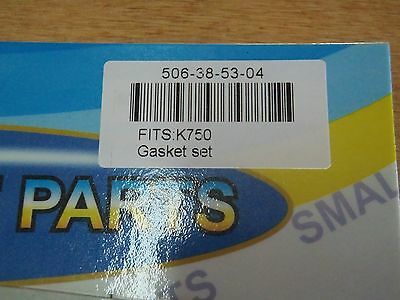 506-38-53-04
FITS:K750
Gasket set
PARTS
SMAL